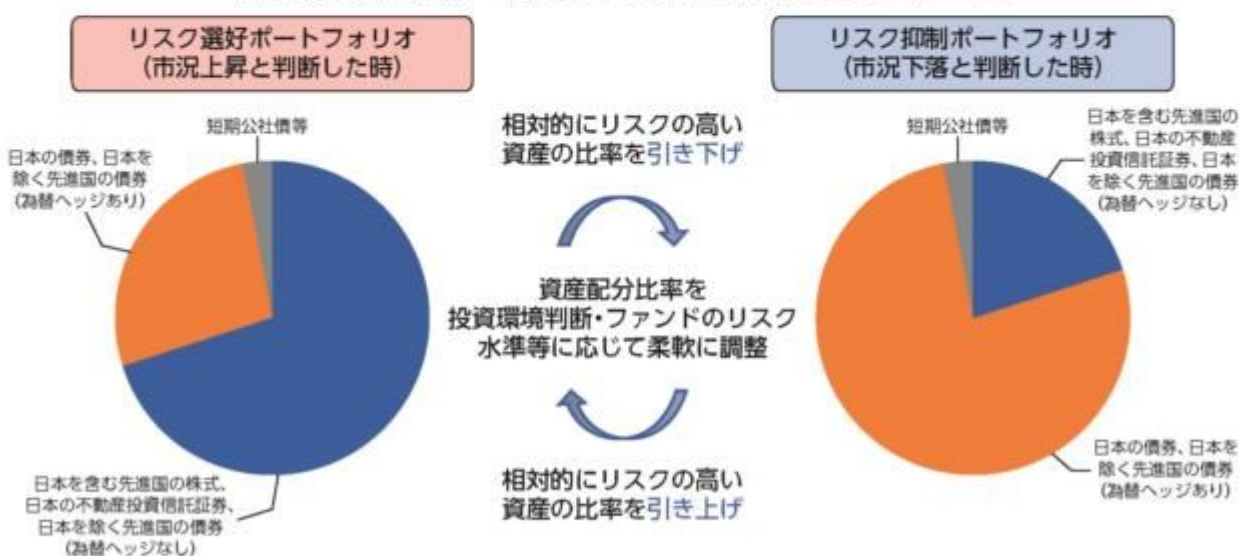 リスク選好ポートフォリオ
(市況上昇と判断した時)
リスク抑制ポートフォリオ
(市況下落と判断した時)
短期公社債等
日本の債券、日本を
除く先進国の債券
(為替ヘッジあり)
日本を含む先進国の株式、
日本の不動産投資信託証券、
日本を除く先進国の債券
(為替ヘッジなし)
相対的にリスクの高い
資産の比率を引き下げ
資産配分比率を
投資環境判断・ファンドのリスク
水準等に応じて柔軟に調整
相対的にリスクの高い
資産の比率を引き上げ
短期公社債等
日本を含む先進国の
株式、日本の不動産
投資信託証券、日本
を除く先進国の債券
(為替ヘッジなし)
日本の債券、日本を
除く先進国の債券
(為替ヘッジあり)